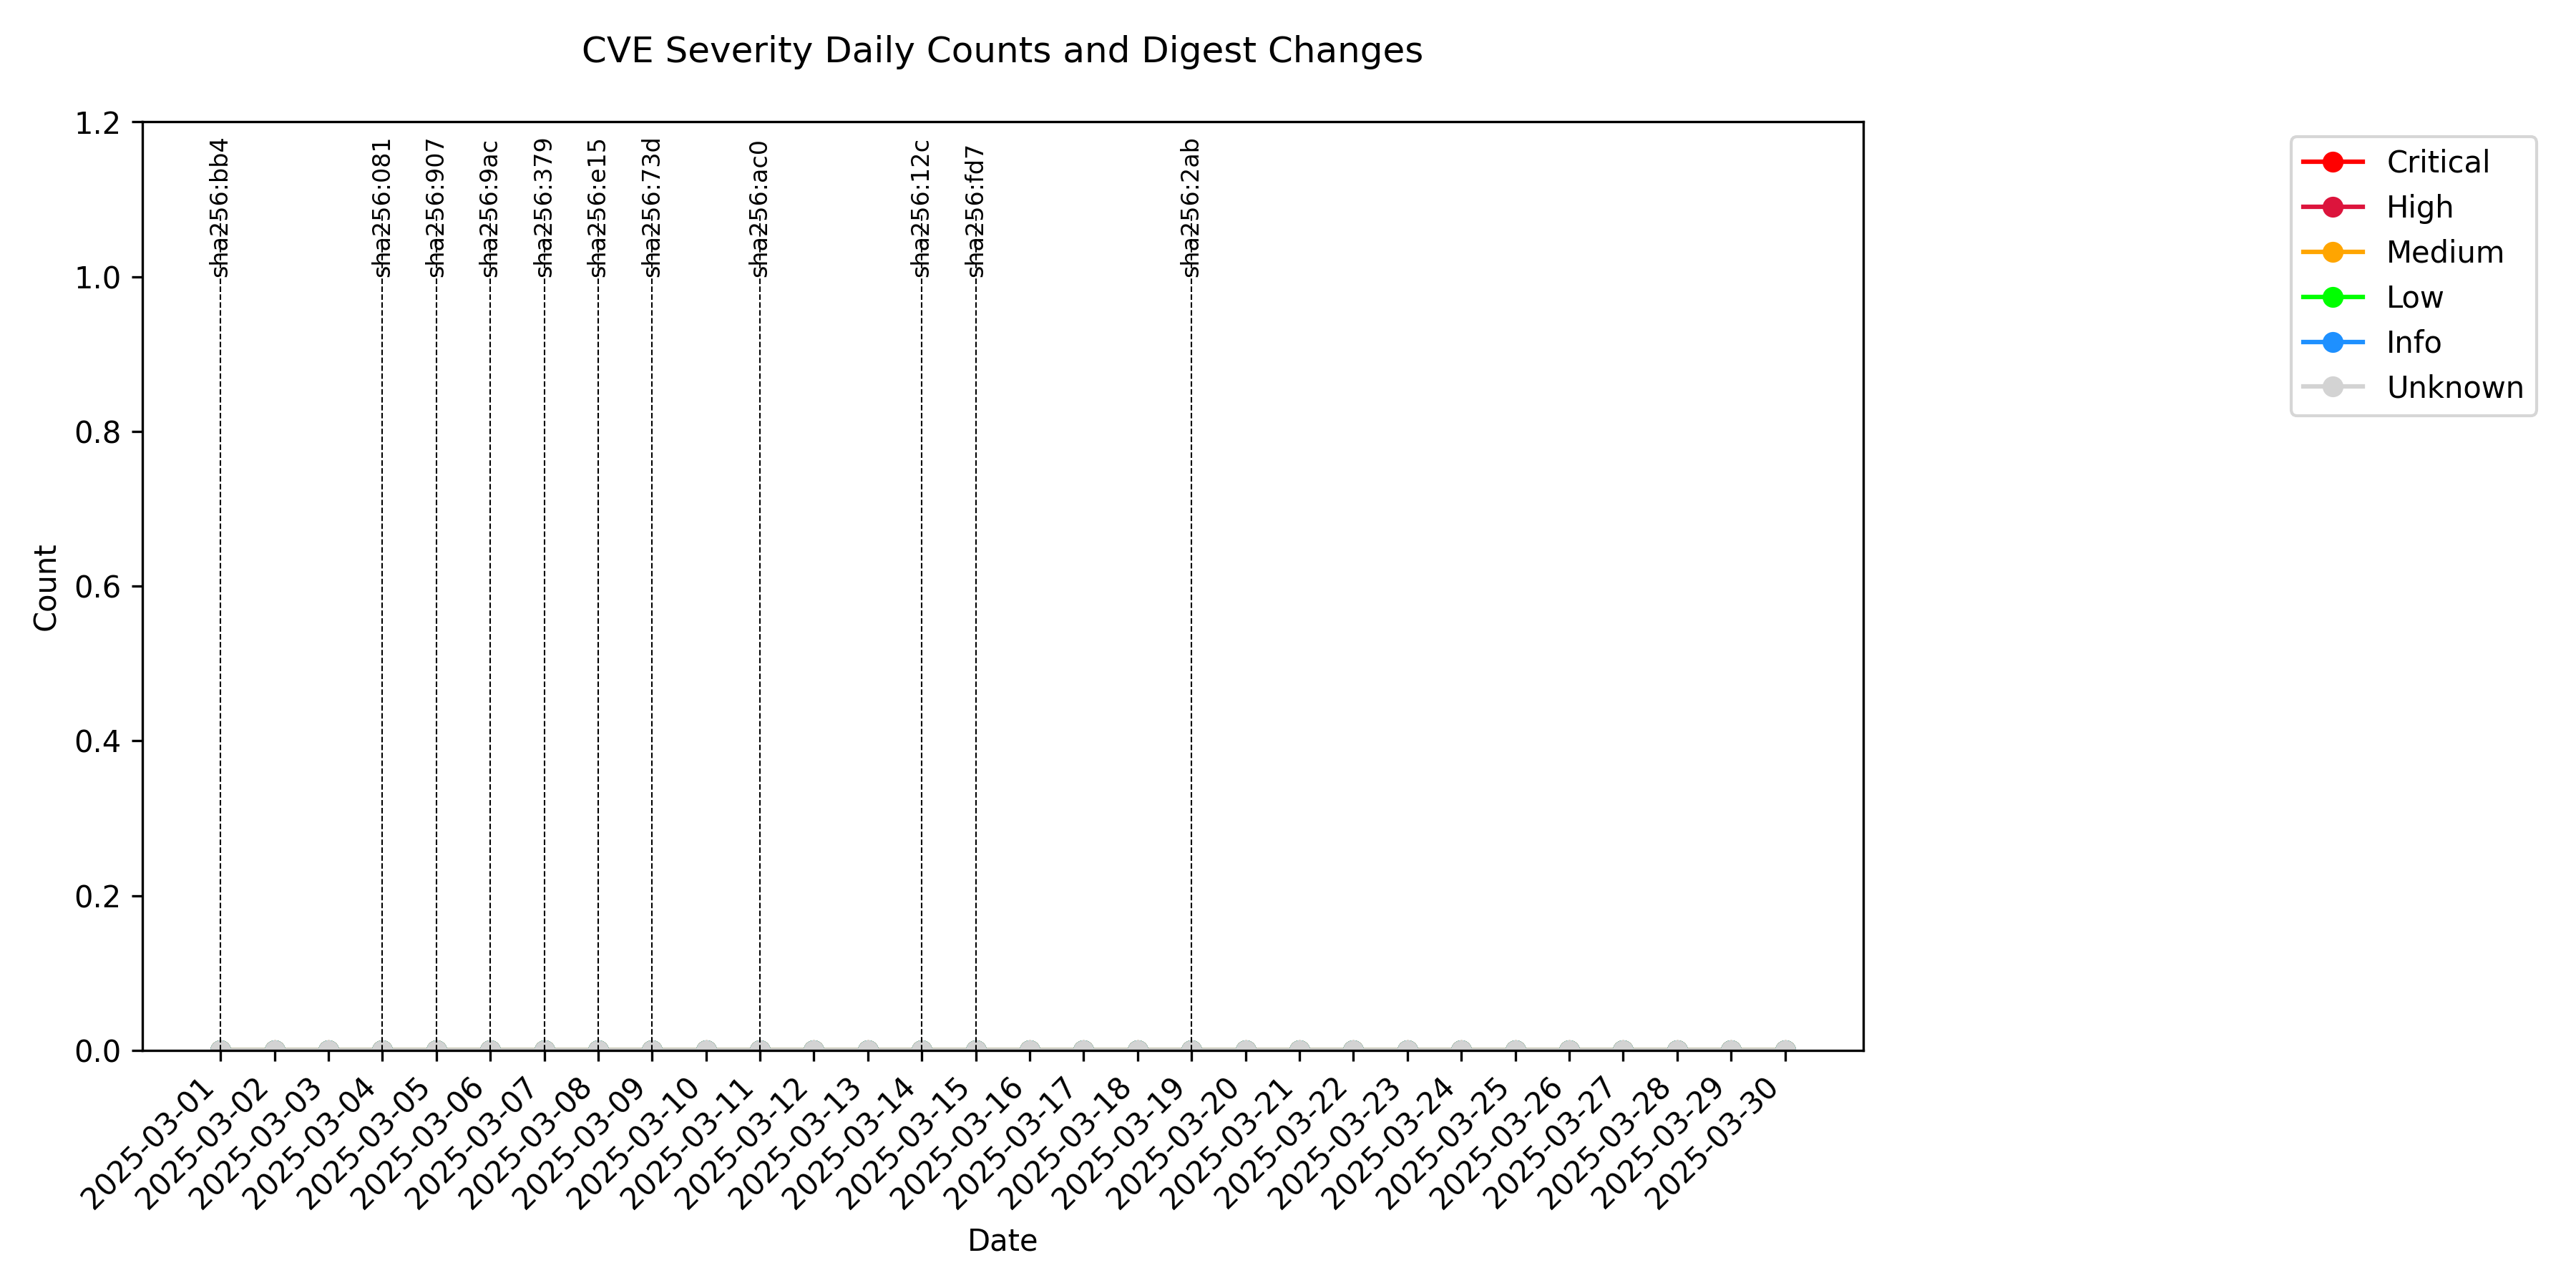 CVE Severity Daily Counts and Digest Changes
1.2
1.0
0.8
0.6
0.4
0.2
0.0
Count
sha256:bb4
sha256:081
sha256:907
sha256:9ac
sha256:379
sha256:e15
sha256:73d
sha256:ac0
sha256:12c
sha256:fd7
sha256:2ab
2025-03-01
2025-03-02
2025-03-03
2025-03-04
2025-03-05
2025-03-06
2025-03-07
2025-03-08
2025-03-09
2025-03-10
2025-03-11
2025-03-12
2025-03-13
2025-03-14
2025-03-15
2025-03-16
2025-03-17
2025-03-18
2025-03-19
2025-03-20
2025-03-21
2025-03-22
2025-03-23
2025-03-24
2025-03-25
2025-03-26
2025-03-27
2025-03-28
2025-03-29
2025-03-30
Date
Critical
High
Medium
Low
Info
Unknown